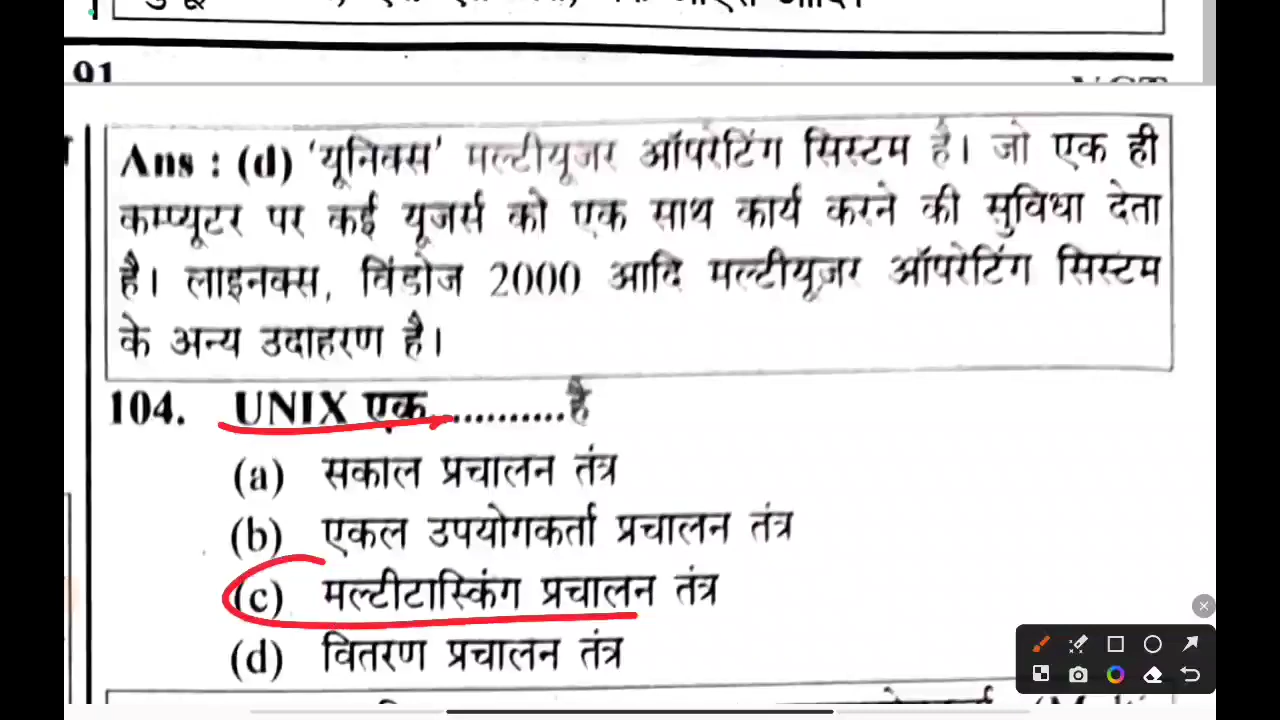 91
Ans : (d) 'यूनिक्स' मल्टीयूजर ऑपरेटिंग सिस्टम है। जो एक ही
कम्प्यूटर पर कई यूजर्स को एक साथ कार्य करने की सुविधा देता
है। लाइनक्स, विंडोज 2000 आदि मल्टीयूजर ऑपरेटिंग सिस्टम
के अन्य उदाहरण है।
104. UNIX एक ..........है
(a) सकाल प्रचालन तंत्र
(b) एकल उपयोगकर्ता प्रचालन तंत्र
(c) मल्टीटास्किंग प्रचालन तंत्र
(d) वितरण प्रचालन तंत्र